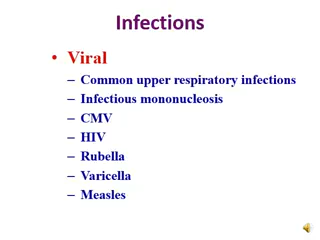 Infections
• Viral
– Common upper respiratory infections
– Infectious mononucleosis
– CMV
– HIV
– Rubella
– Varicella
– Measles